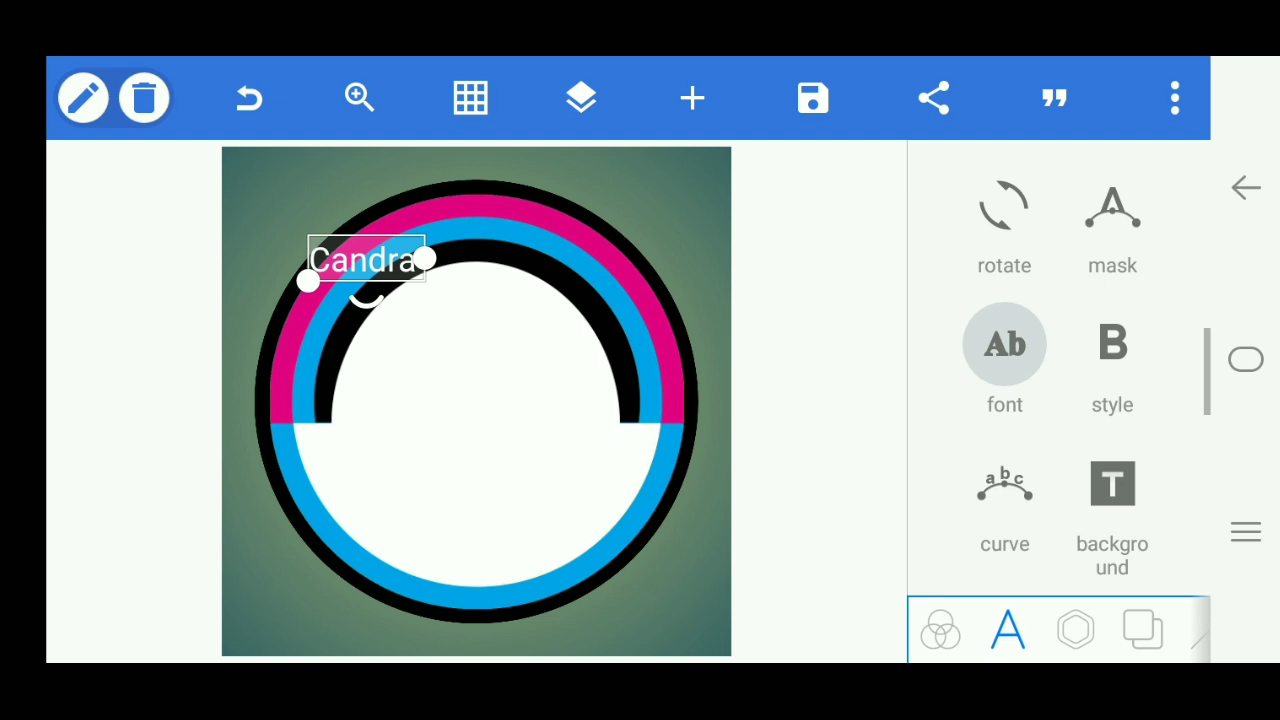 Candra
rotate
mask
Ab
B
font
style
abc
T
curve
backgro
und